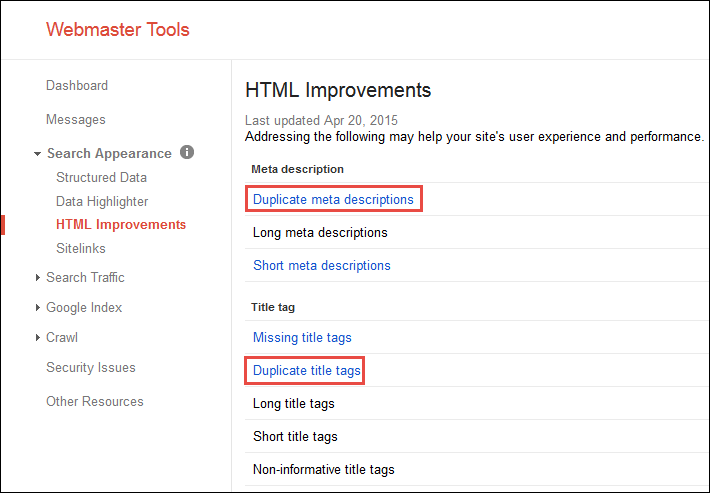 Webmaster Tools
Dashboard
Messages
Search Appearance i
Structured Data
Data Highlighter
HTML Improvements
Sitelinks
Search Traffic
Google Index
Crawl
Security Issues
Other Resources
HTML Improvements
Last updated Apr 20, 2015
Addressing the following may help your site's user experience and performance.
Meta description
Duplicate meta descriptions
Long meta descriptions
Short meta descriptions
Title tag
Missing title tags
Duplicate title tags
Long title tags
Short title tags
Non-informative title tags